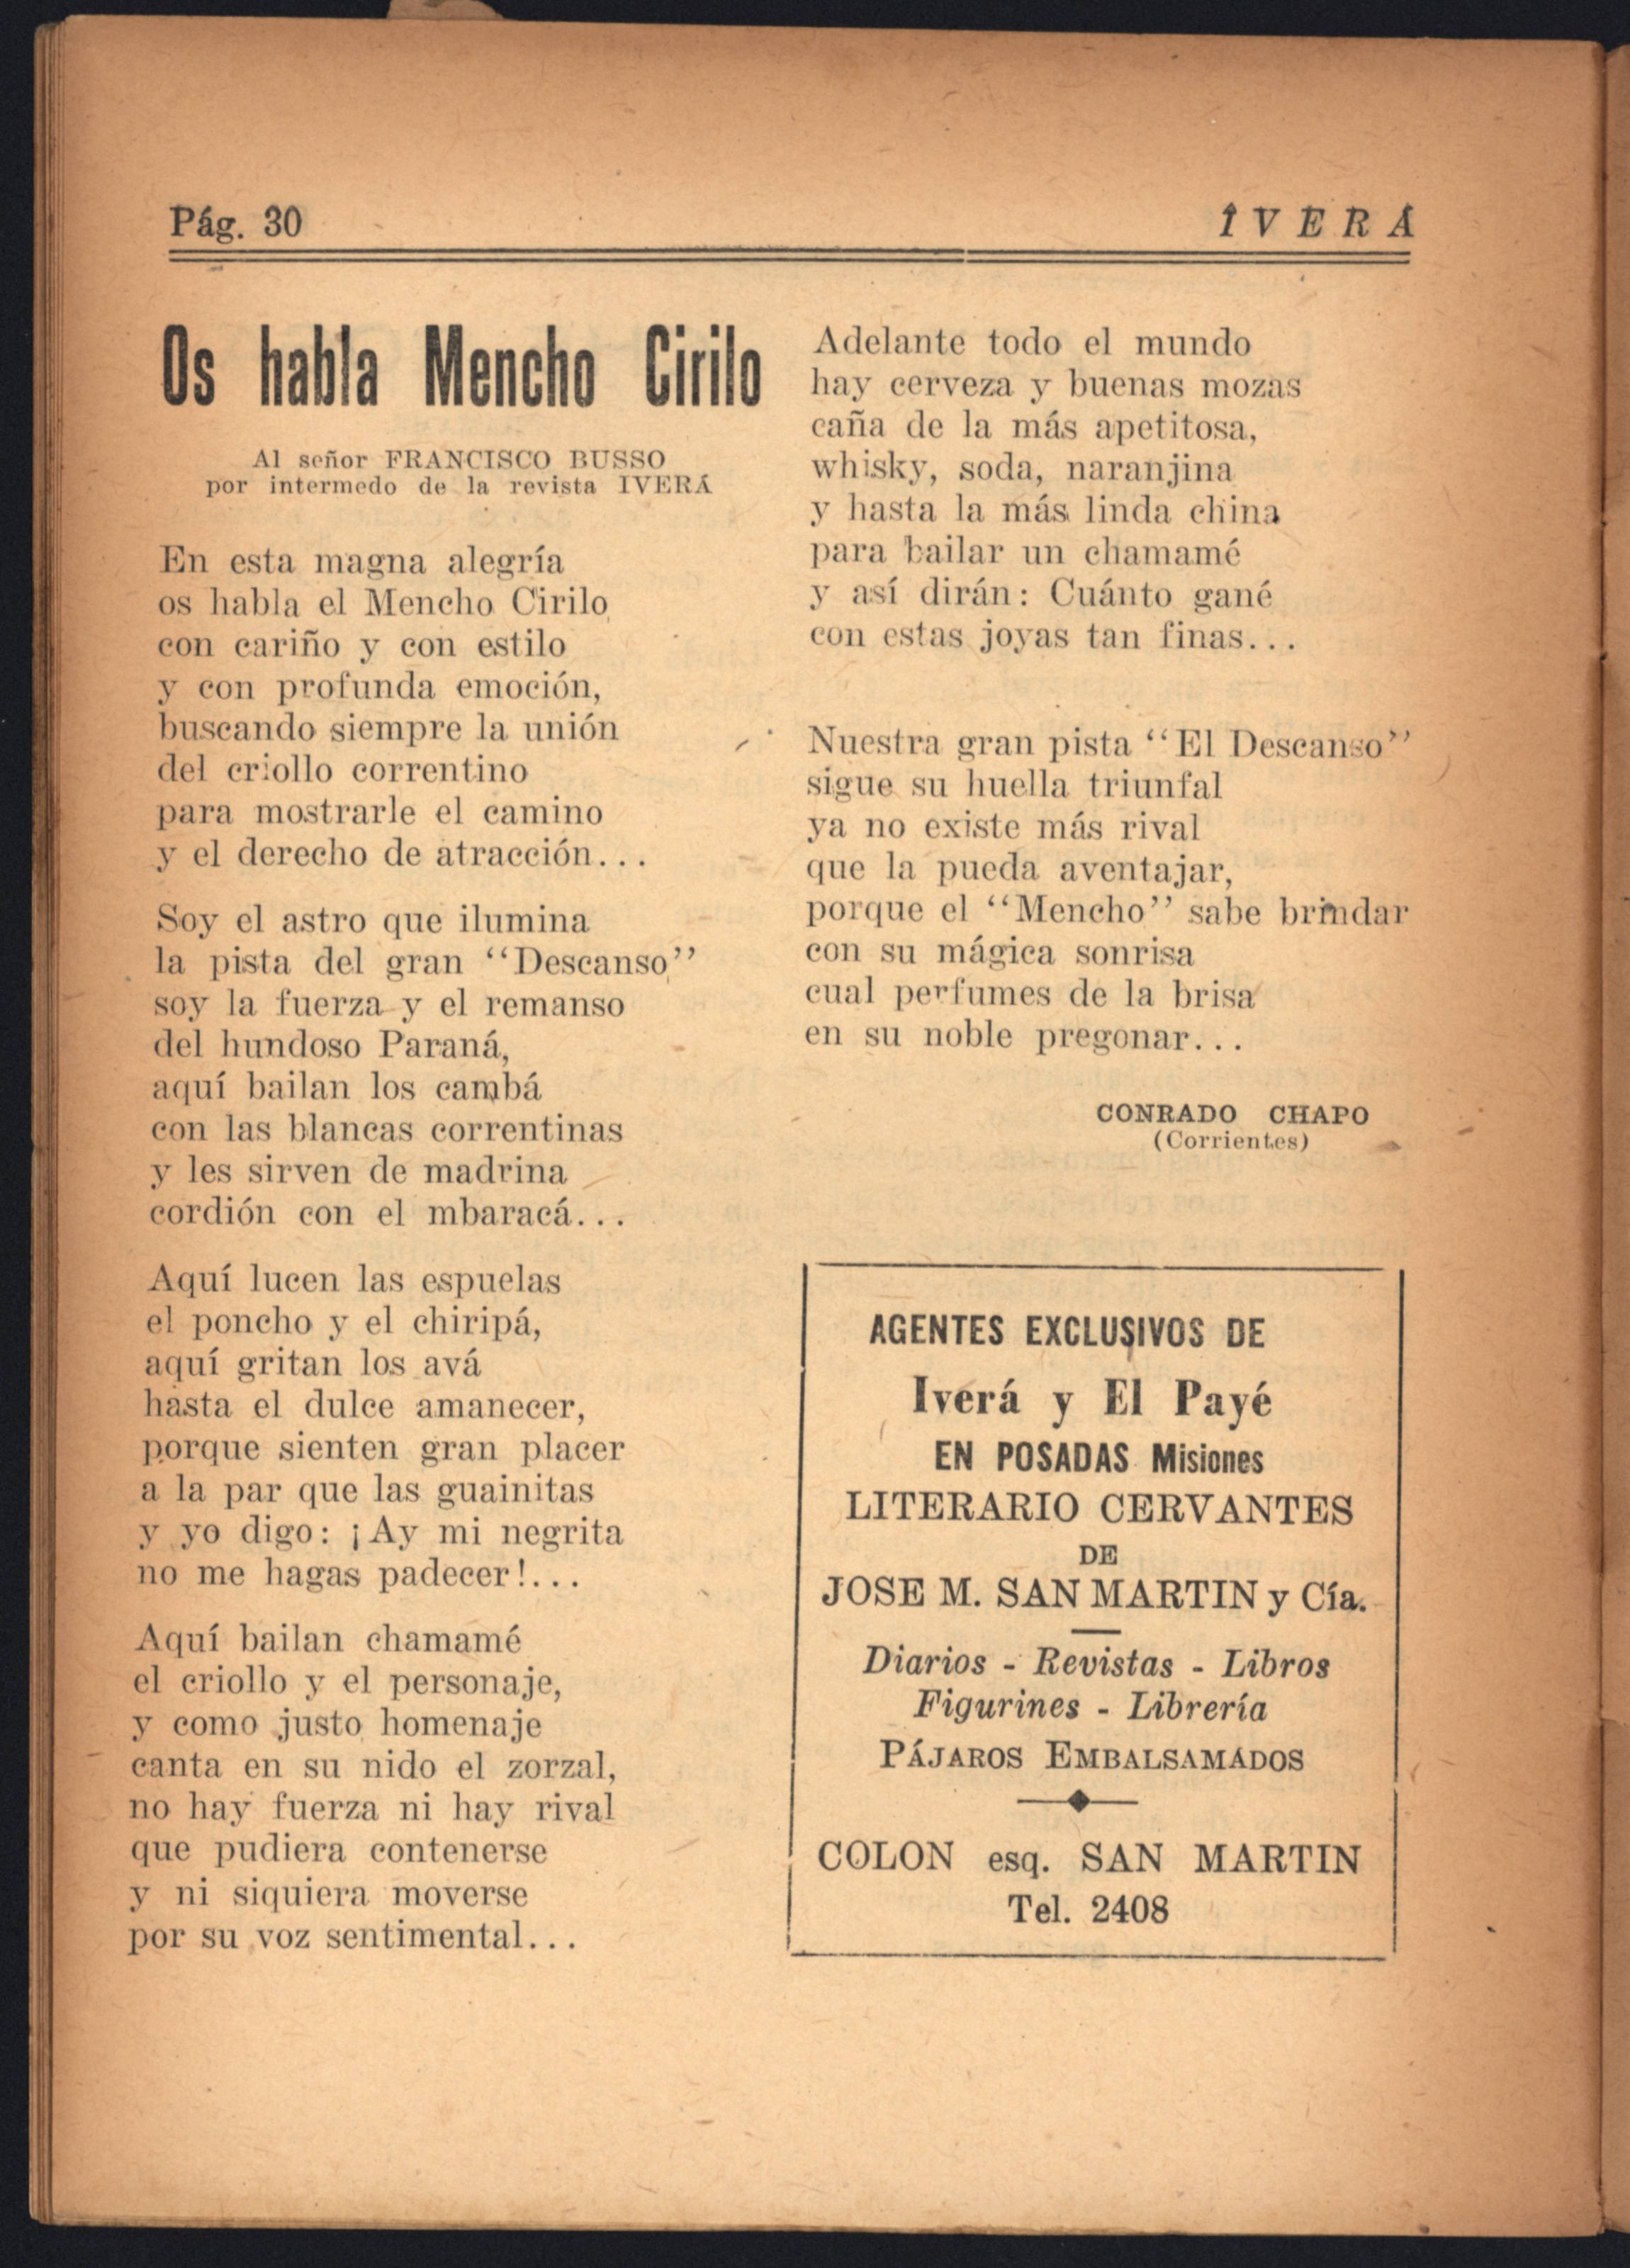 Pág. 30
IVERÁ
Os habla Mencho Cirilo
Al señor FRANCISCO BUSSO
por intermedo de la revista IVERÁ
En esta magna alegría
os habla el Mencho Cirilo
con cariño y con estilo
y con profunda emoción,
buscando siempre la unión
del criollo correntino
para mostrarle el camino
y el derecho de atracción...
Soy el astro que ilumina
la pista del gran “Descanso”
soy la fuerza y el remanso
del hundoso Paraná,
aquí bailan los cambá
con las blancas correntinas
y les sirven de madrina
cordión con el mbaracá...
Aquí lucen las espuelas
el poncho y el chiripá,
aquí gritan los avá
hasta el dulce amanecer,
porque sienten gran placer
a la par que las guainitas
y yo digo: ¡Ay mi negrita
no me hagas padecer!...
Aquí bailan chamamé
el criollo y el personaje,
y como justo homenaje
canta en su nido el zorzal,
no hay fuerza ni hay rival
que pudiera contenerse
y ni siquiera moverse
por su voz sentimental...
Adelante todo el mundo
hay cerveza y buenas mozas
caña de la más apetitosa,
whisky, soda, naranjina
y hasta la más linda china
para bailar un chamamé
y así dirán: Cuánto gané
con estas joyas tan finas...
Nuestra gran pista “El Descanso”
sigue su huella triunfal
ya no existe más rival
que la pueda aventajar,
porque el “Mencho” sabe brindar
con su mágica sonrisa
cual perfumes de la brisa
en su noble pregonar...
CONRADO CHAPO
(Corrientes)
AGENTES EXCLUSIVOS DE
Iverá y El Payé
EN POSADAS Misiones
LITERARIO CERVANTES
DE
JOSE M. SAN MARTIN y Cía.
Diarios - Revistas - Libros
Figurines - Librería
PÁJAROS EMBALSAMADOS
COLON esq. SAN MARTIN
Tel. 2408